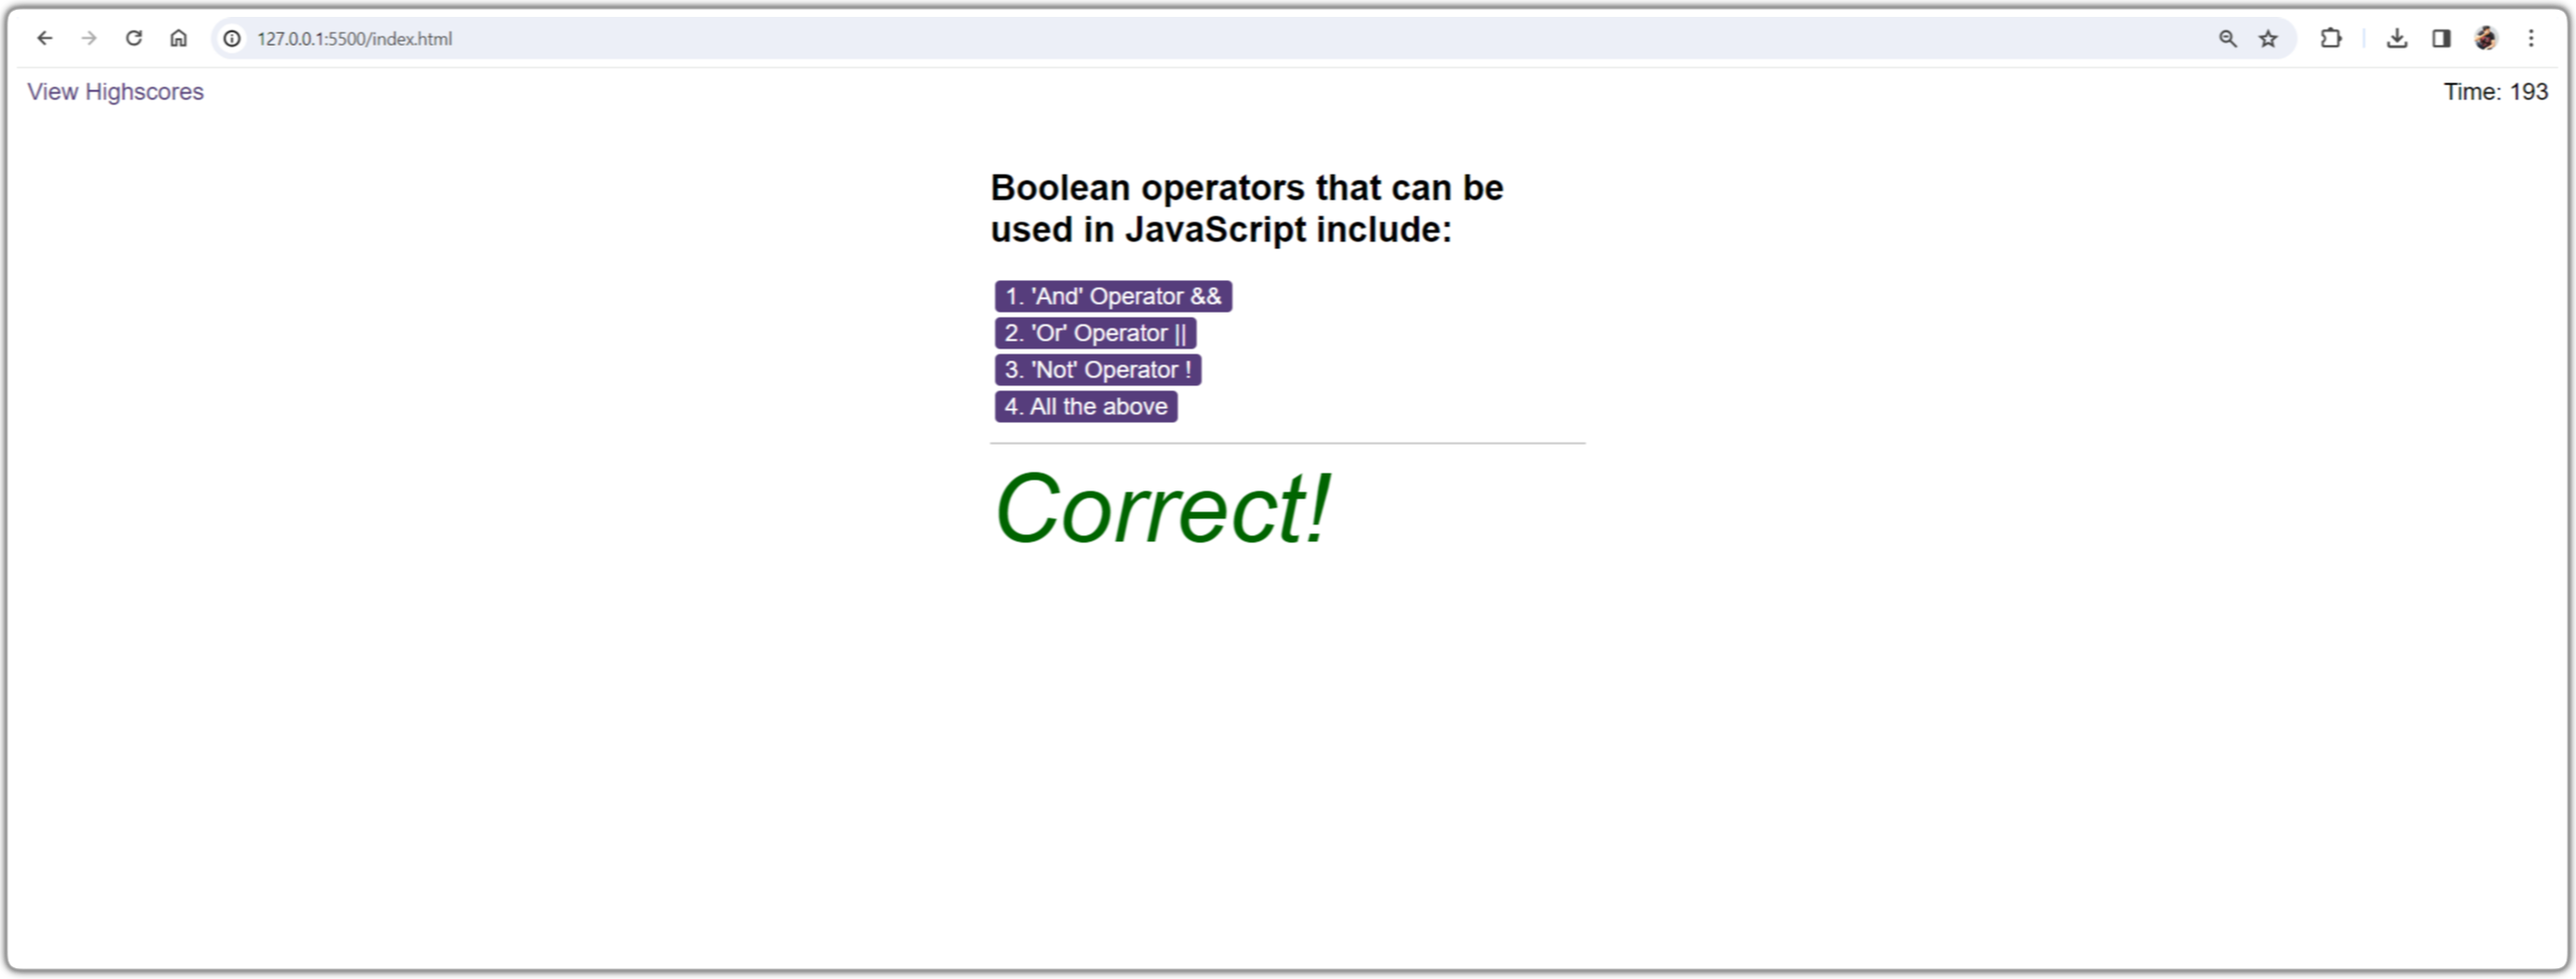 127.0.0.1:5500/index.html
View Highscores
Time: 193
Boolean operators that can be
used in JavaScript include:
1. 'And' Operator &&
2. 'Or' Operator ||
3. 'Not' Operator !
4. All the above
Correct!